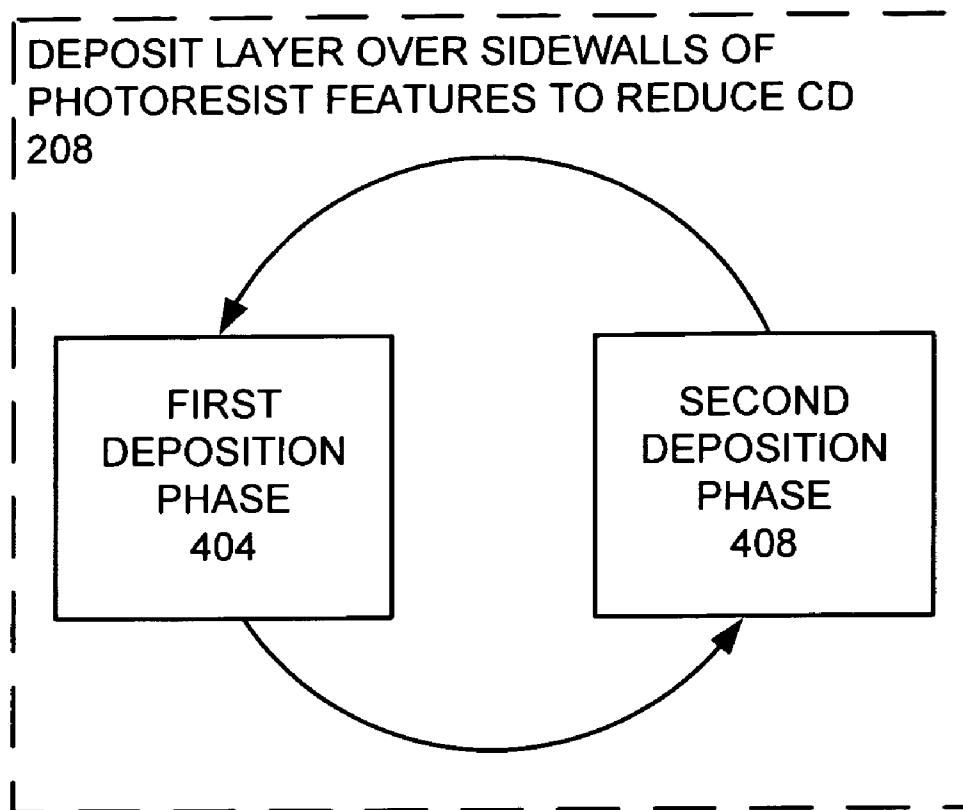 DEPOSIT LAYER OVER SIDEWALLS OF
PHOTORESIST FEATURES TO REDUCE CD
208
FIRST
DEPOSITION
PHASE
404
SECOND
DEPOSITION
PHASE
408